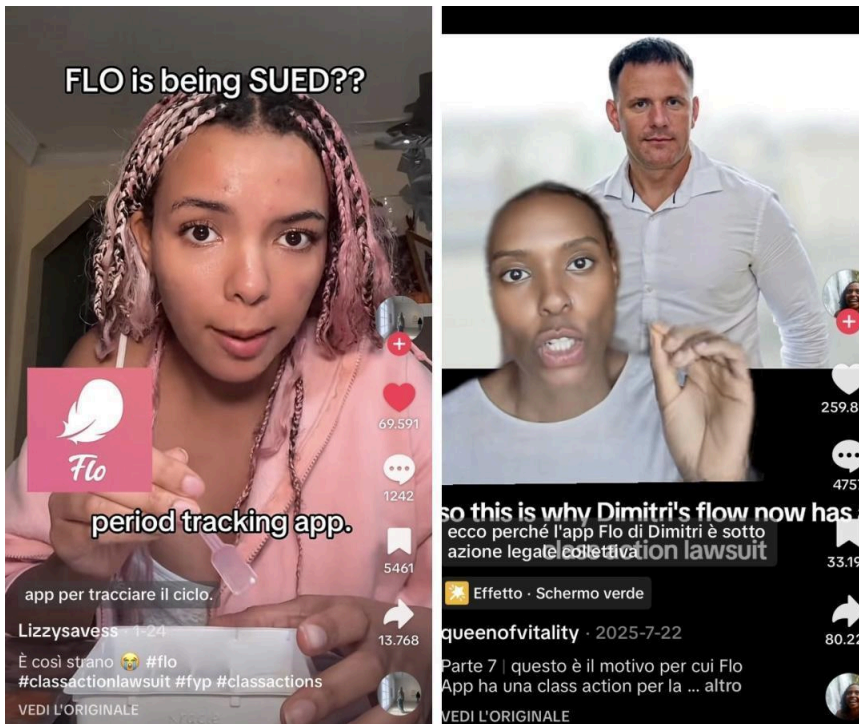 FLO is being SUED??
Flo
period tracking app.
app per tracciare il ciclo.
Lizzysavess · 1-24
È così strano 😭 #flo
#classactionlawsuit #fyp #classactions
VEDI L'ORIGINALE
69.591
1242
5461
13.768
so this is why Dimitri's flow now has
class action lawsuit
ecco perché l'app Flo di Dimitri è sotto
azione legale collettiva
Effetto · Schermo verde
queenofvitality · 2025-7-22
Parte 7 | questo è il motivo per cui Flo
App ha una class action per la ... altro
VEDI L'ORIGINALE
259.8
475
33.19
80.22